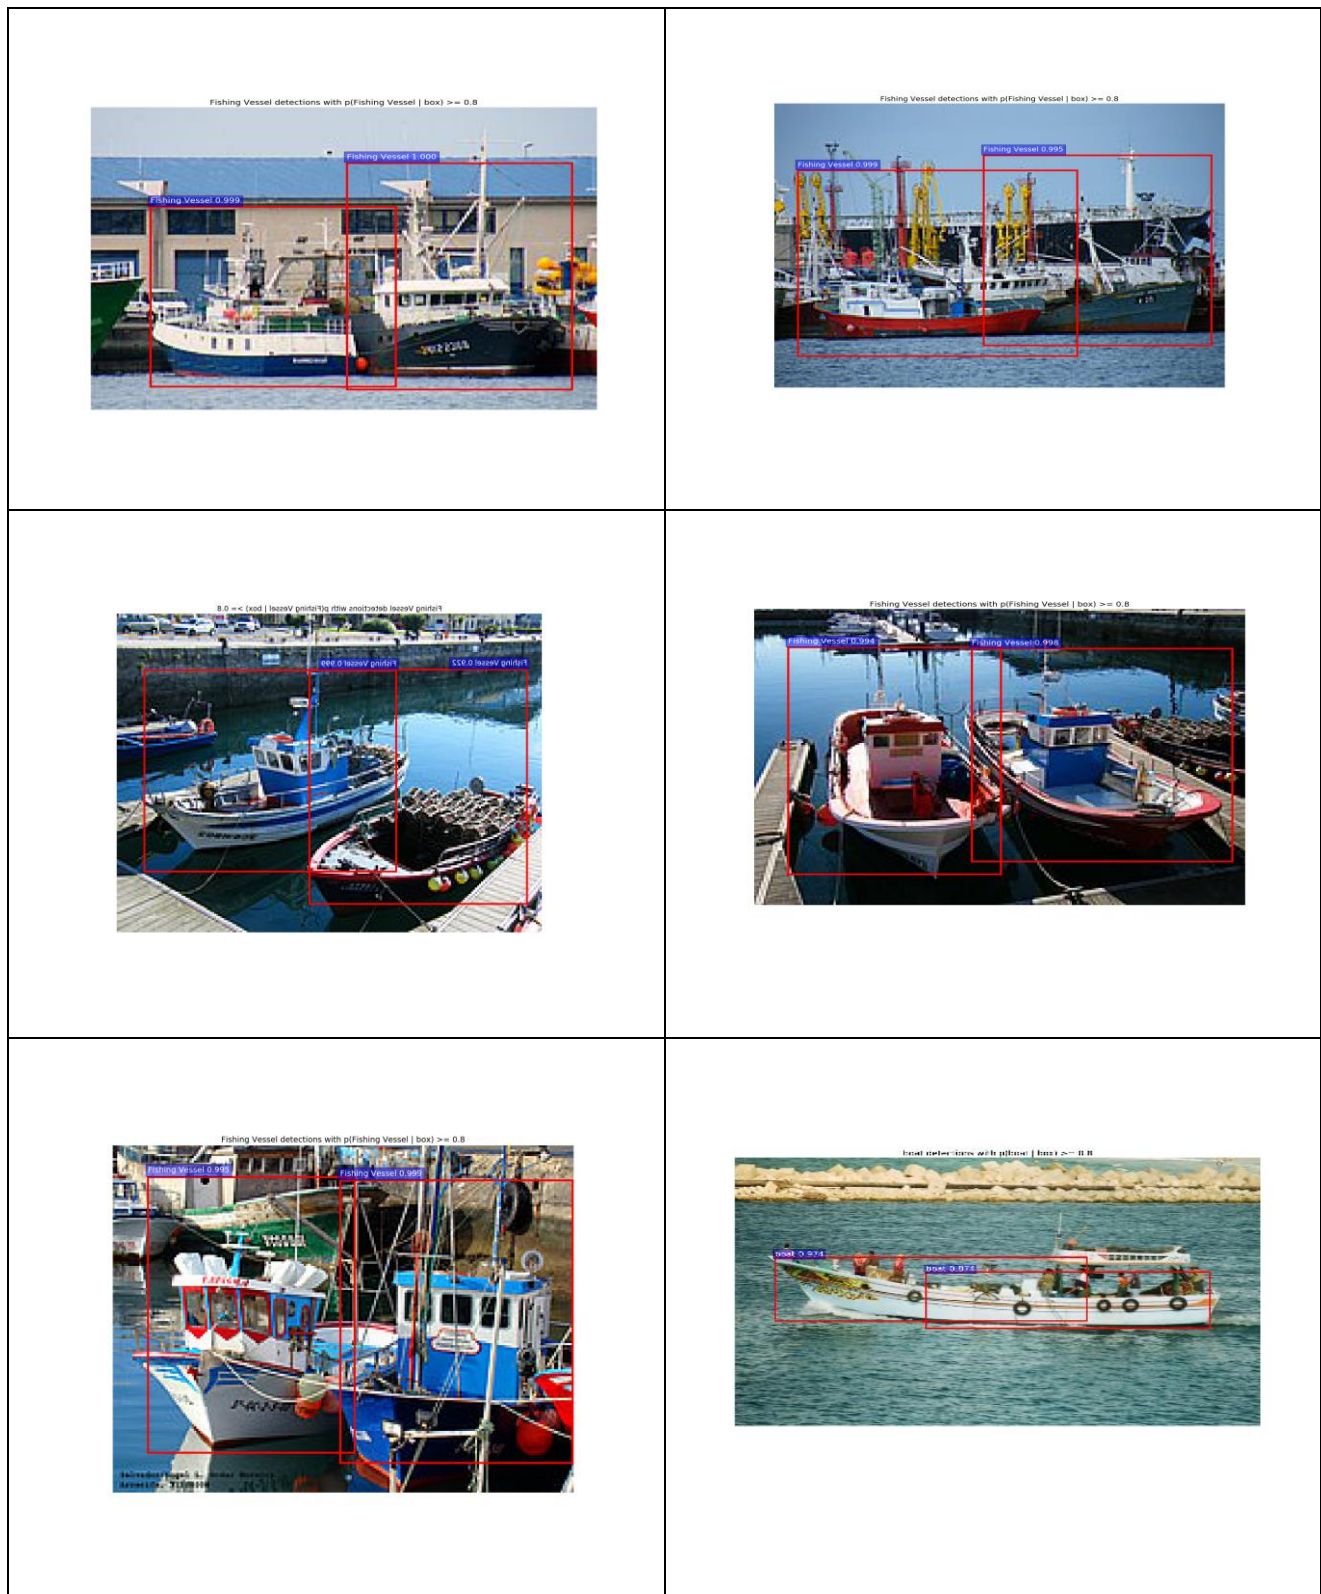 Fishing Vessel detections with p(Fishing Vessel | box) >= 0.8
Fishing Vessel 1.000
Fishing Vessel 0.999
Fishing Vessel detections with p(Fishing Vessel | box) >= 0.8
Fishing Vessel 0.995
Fishing Vessel 0.999
Fishing Vessel detections with p(Fishing Vessel | box) >= 0.8
Fishing Vessel 0.999
Fishing Vessel 0.922
Fishing Vessel detections with p(Fishing Vessel | box) >= 0.8
Fishing Vessel 0.994
Fishing Vessel 0.998
Fishing Vessel detections with p(Fishing Vessel | box) >= 0.8
Fishing Vessel 0.995
Fishing Vessel 0.999
boat detections with p(boat | box) >= 0.8
boat 0.974
boat 0.974